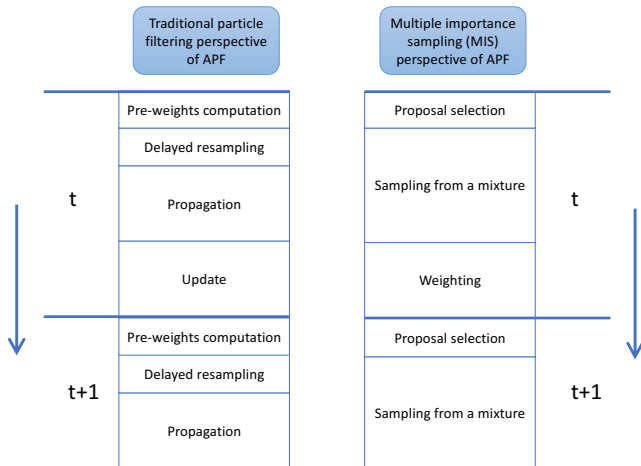 Traditional particle
filtering perspective
of APF
Multiple importance
sampling (MIS)
perspective of APF
Pre-weights computation
Delayed resampling
t
Propagation
Update
Proposal selection
Sampling from a mixture
t
Weighting
Pre-weights computation
Delayed resampling
t+1
Propagation
Proposal selection
Sampling from a mixture
t+1